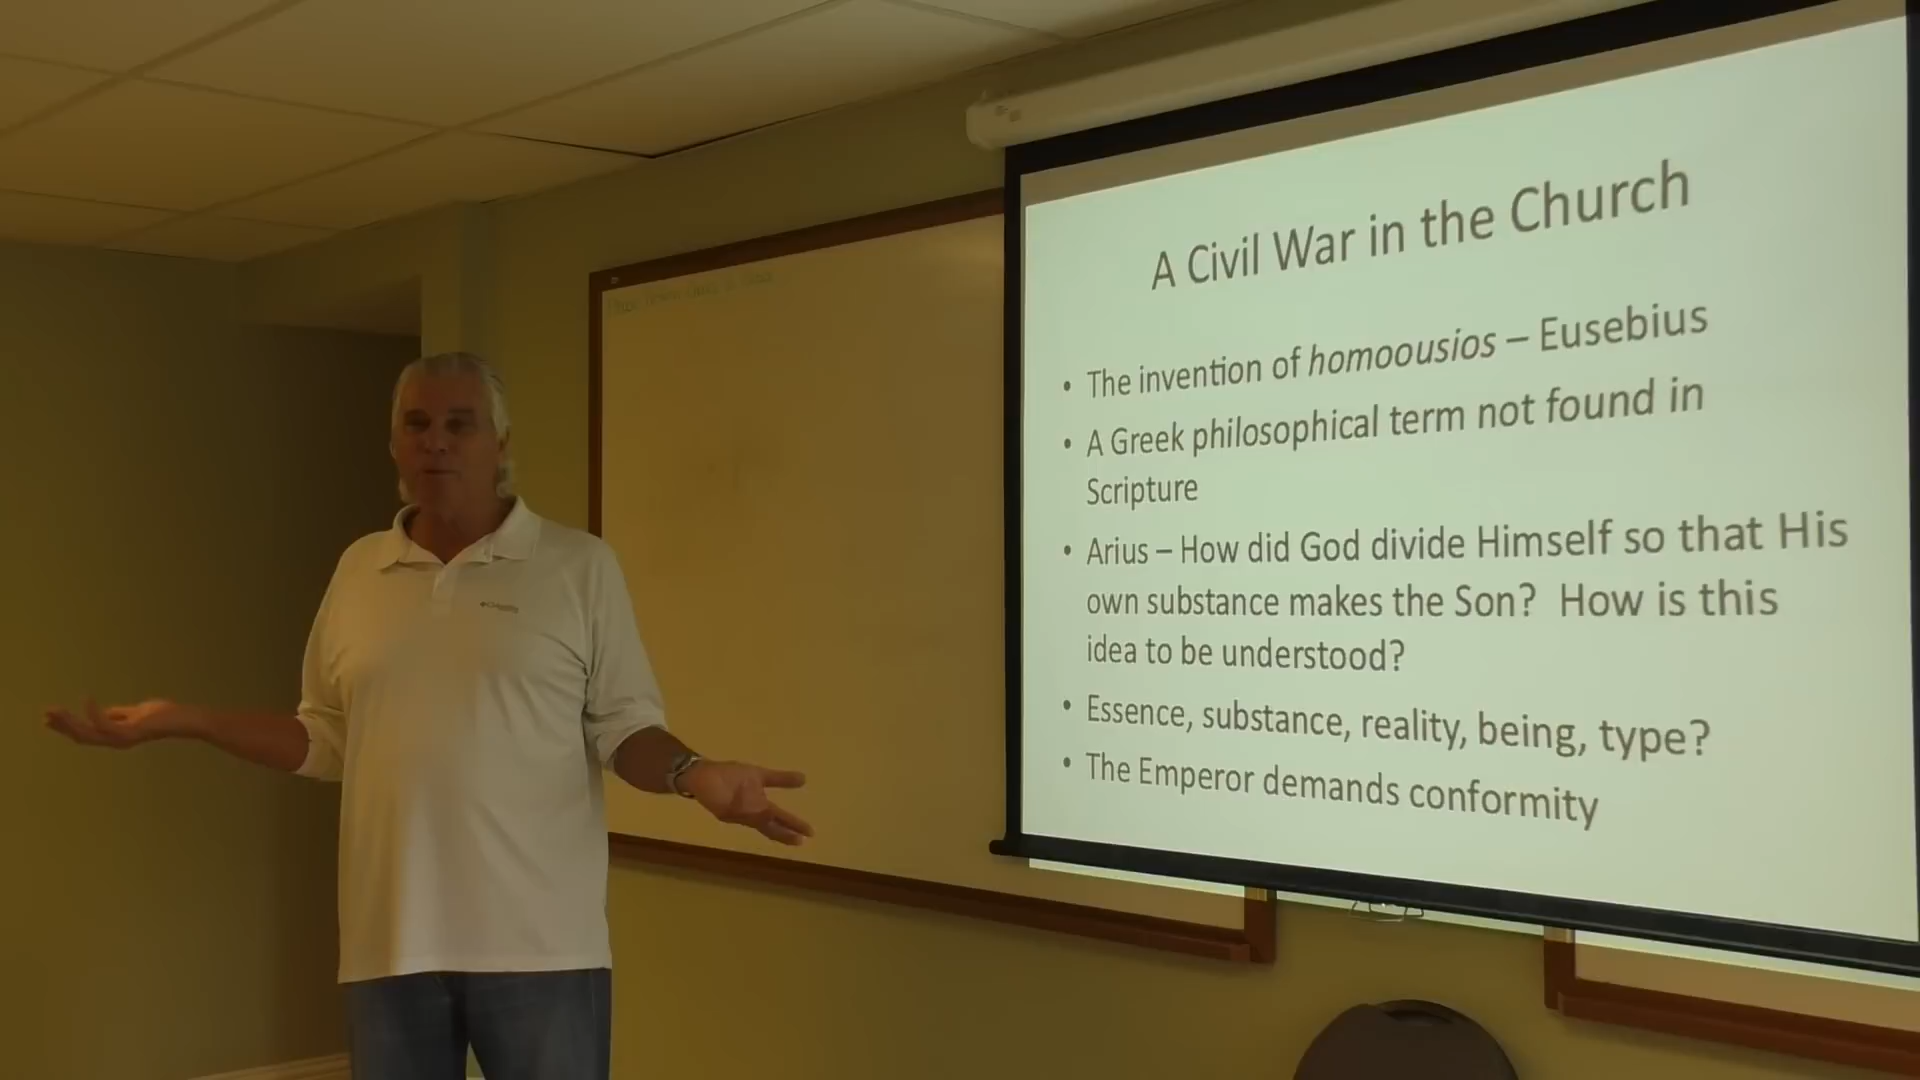 A Civil War in the Church
• The invention of homoousios – Eusebius
• A Greek philosophical term not found in
Scripture
• Arius – How did God divide Himself so that His
own substance makes the Son?  How is this
idea to be understood?
• Essence, substance, reality, being, type?
• The Emperor demands conformity
Columbia